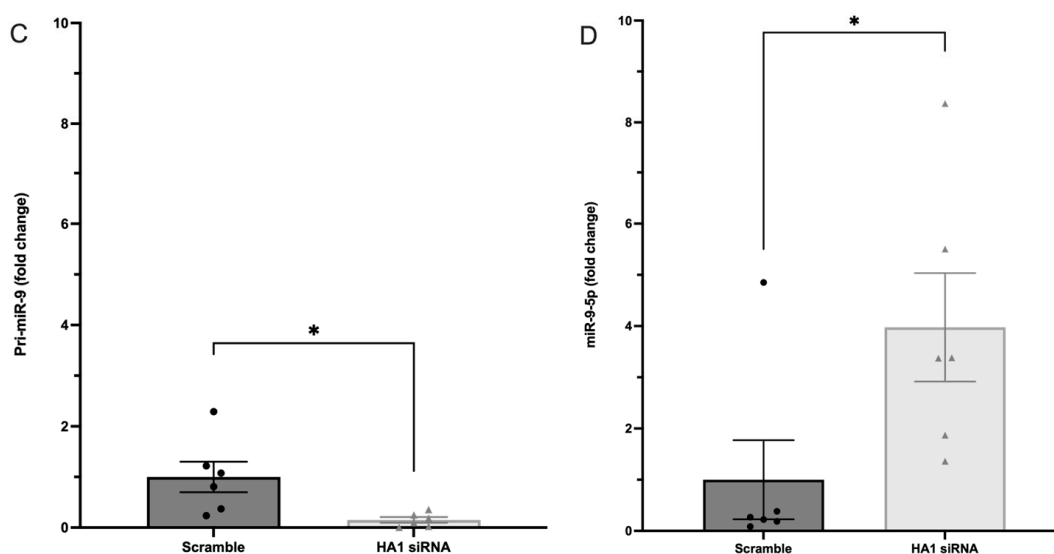 C
Pri-miR-9 (fold change)
10
8
6
4
2
0
*
Scramble
HA1 siRNA
D
miR-9-5p (fold change)
10
8
6
4
2
0
*
Scramble
HA1 siRNA